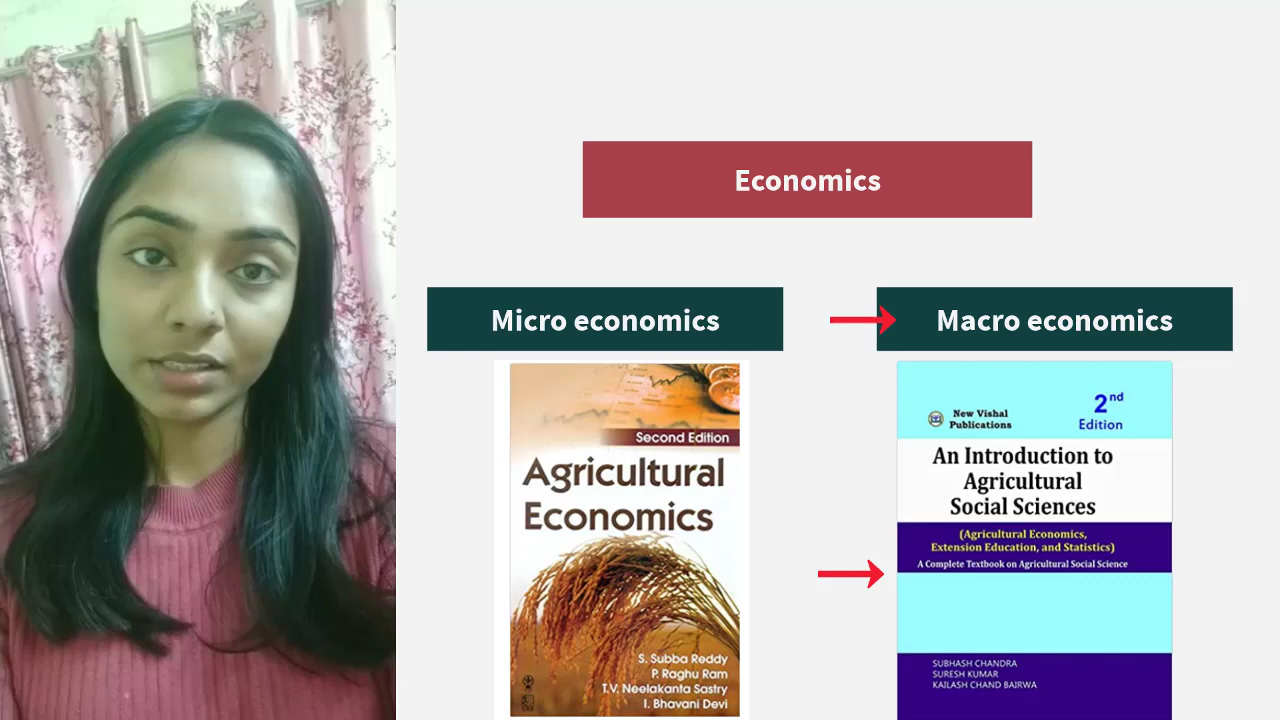 Economics
Micro economics
Macro economics
Second Edition
Agricultural
Economics
S. Subba Reddy
P. Raghu Ram
T.V. Neelakanta Sastry
I. Bhavani Devi
New Vishal
Publications
2nd
Edition
An Introduction to
Agricultural
Social Sciences
(Agricultural Economics,
Extension Education, and Statistics)
A Complete Textbook on Agricultural Social Science
SUBHASH CHANDRA
SURESH KUMAR
KAILASH CHAND BAIRWA